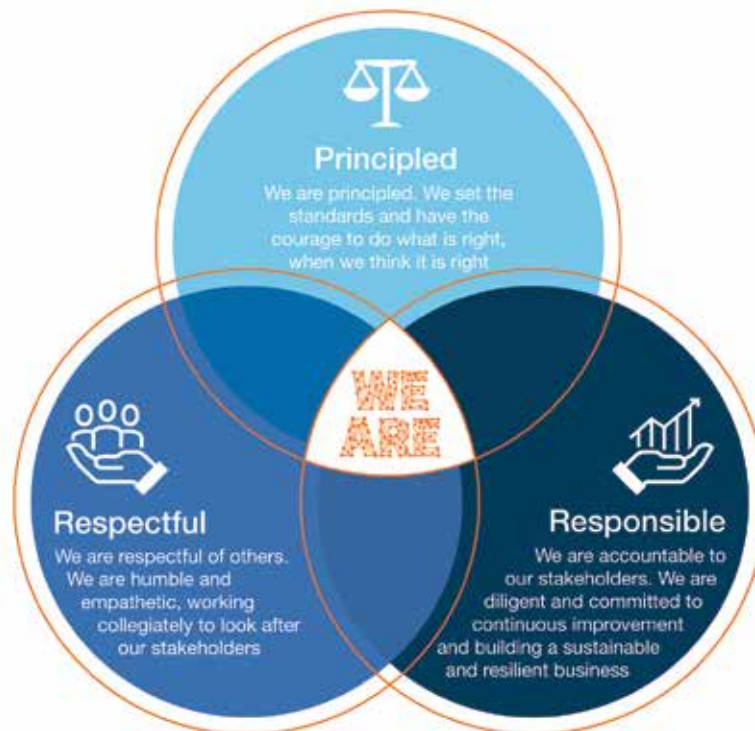 Principled
We are principled. We set the
standards and have the
courage to do what is right,
when we think it is right
WE
ARE
Respectful
We are respectful of others.
We are humble and
empathetic, working
collegiately to look after
our stakeholders
Responsible
We are accountable to
our stakeholders. We are
diligent and committed to
continuous improvement
and building a sustainable
and resilient business